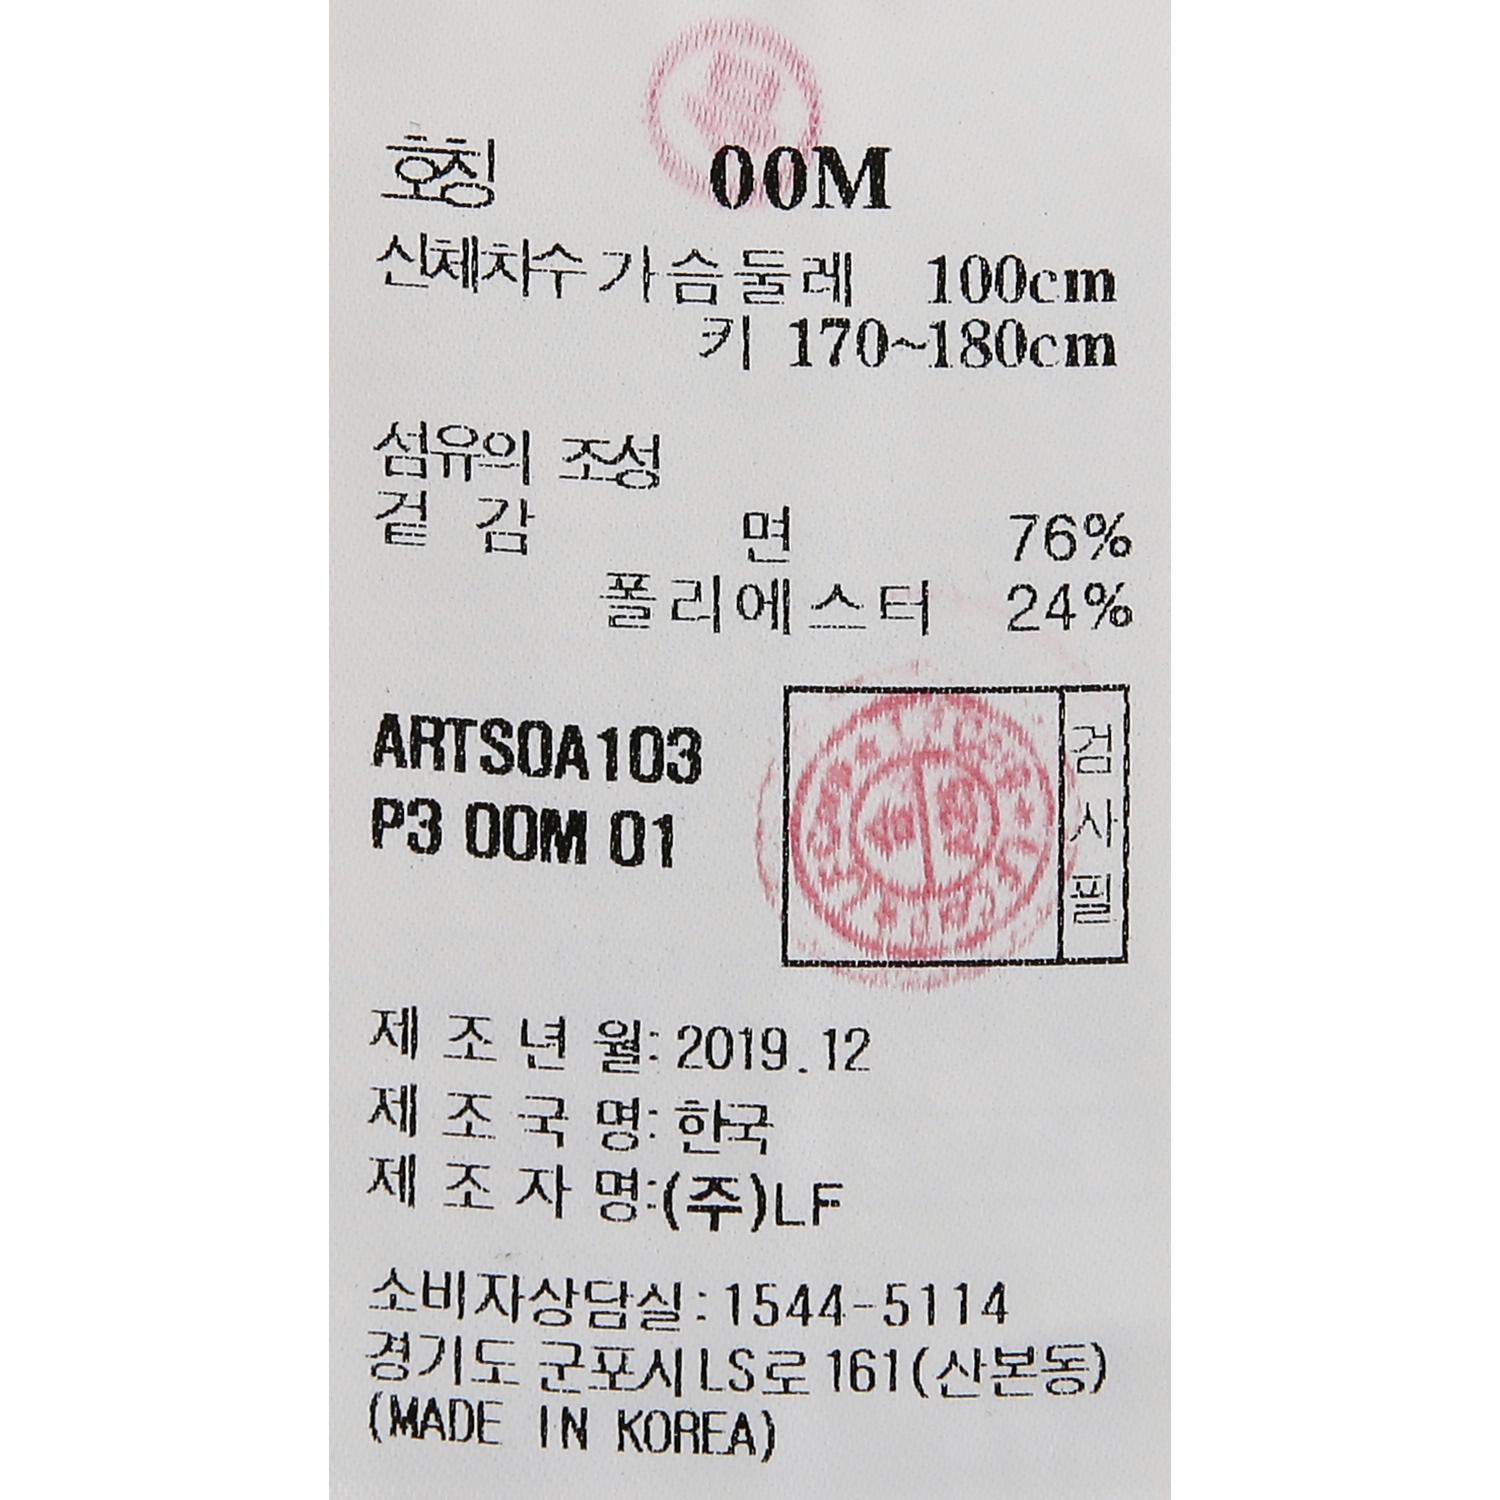 호칭 00M
신체치수 가슴둘레 100cm
키 170~180cm
섬유의 조성
겉 감 면 76%
폴리에스터 24%
ARTSOA103
P3 00M 01
검사필
제 조 년 월: 2019.12
제 조 국 명: 한국
제 조 자 명:(주)LF
소비자상담실:1544-5114
경기도 군포시 LS로 161(산본동)
(MADE IN KOREA)